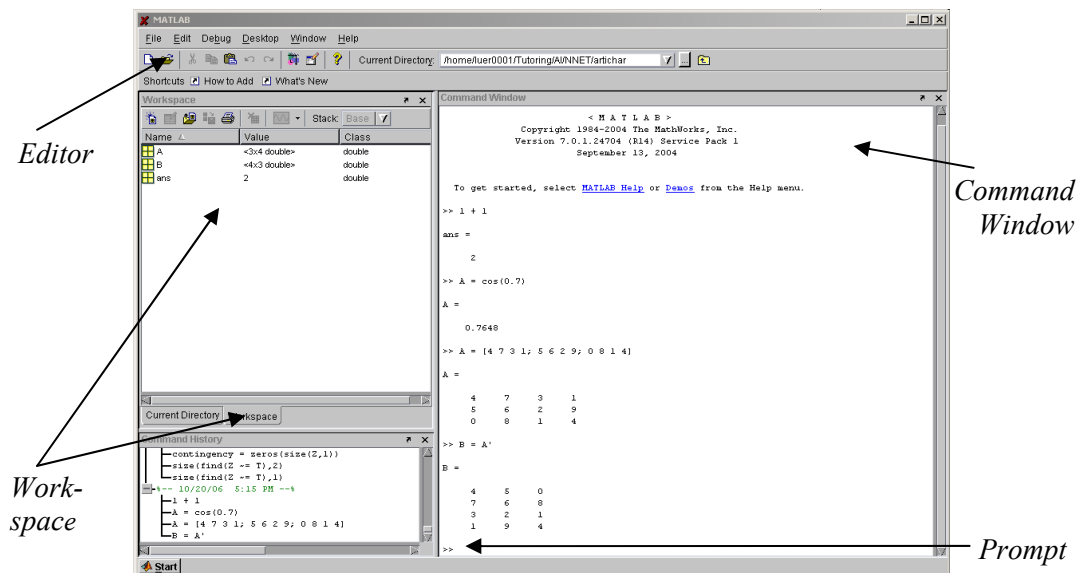 MATLAB
File Edit Debug Desktop Window Help
Current Directory: /home/luer0001/Tutoring/AI/NNET/artichar
Shortcuts How to Add What's New
Workspace
Stack: Base
Name Value Class
A <3x4 double> double
B <4x3 double> double
ans 2 double
Current Directory Workspace
Command History
contingency = zeros(size(Z,1))
size(find(Z ~= T),2)
size(find(Z ~= T),1)
%-- 10/20/06 5:15 PM --%
1 + 1
A = cos(0.7)
A = [4 7 3 1; 5 6 2 9; 0 8 1 4]
B = A'
Start
Command Window
< M A T L A B >
Copyright 1984-2004 The MathWorks, Inc.
Version 7.0.1.24704 (R14) Service Pack 1
September 13, 2004
To get started, select MATLAB Help or Demos from the Help menu.
>> 1 + 1
ans =
2
>> A = cos(0.7)
A =
0.7648
>> A = [4 7 3 1; 5 6 2 9; 0 8 1 4]
A =
4 7 3 1
5 6 2 9
0 8 1 4
>> B = A'
B =
4 5 0
7 6 8
3 2 1
1 9 4
>>
Editor
Work-
space
Command
Window
Prompt